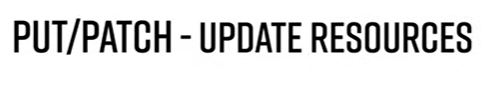 PUT/PATCH - UPDATE RESOURCES